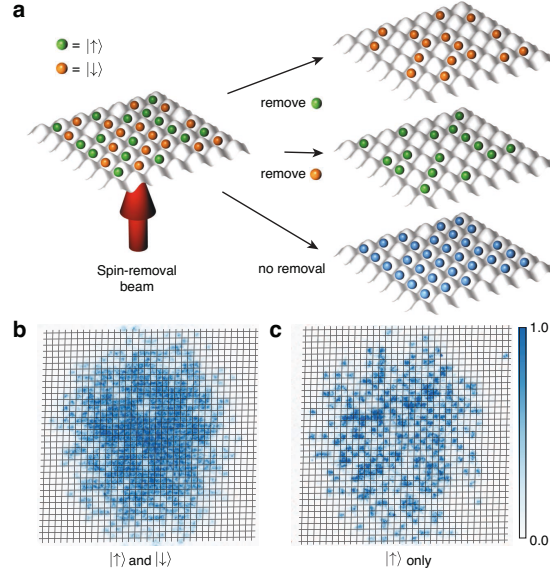 a
= |↑⟩
= |↓⟩
remove
remove
Spin-removal
beam
no removal
b
c
1.0
0.0
|↑⟩ and |↓⟩
|↑⟩ only